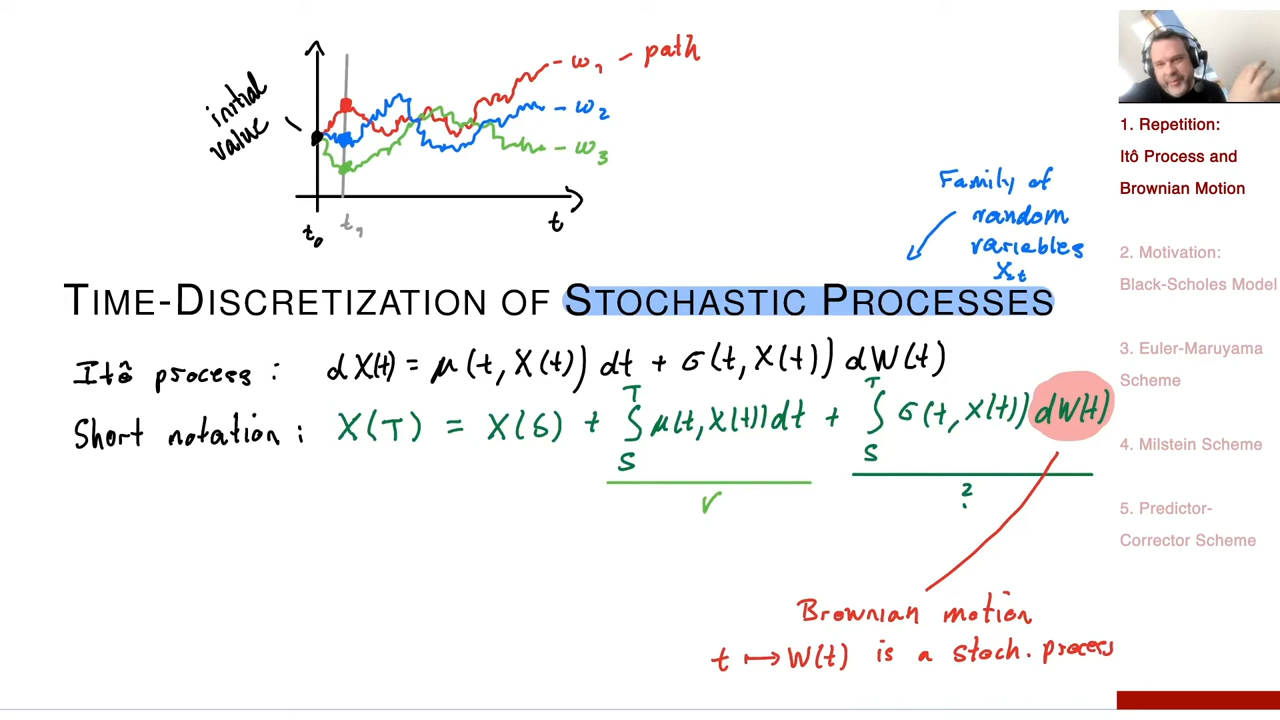 initial
value
ω₁ – path
ω₂
ω₃
t₀
t₁
t
Family of
random
variables
Xₜ
TIME-DISCRETIZATION OF STOCHASTIC PROCESSES
Itô process : dX(t) = μ(t, X(t)) dt + σ(t, X(t)) dW(t)
Short notation : X(T) = X(S) + ∫_S^T μ(t, X(t)) dt + ∫_S^T σ(t, X(t)) dW(t)
✓
?
Brownian motion
t ↦ W(t) is a stoch. process
1. Repetition:
Itô Process and
Brownian Motion
2. Motivation:
Black-Scholes Model
3. Euler-Maruyama
Scheme
4. Milstein Scheme
5. Predictor-
Corrector Scheme